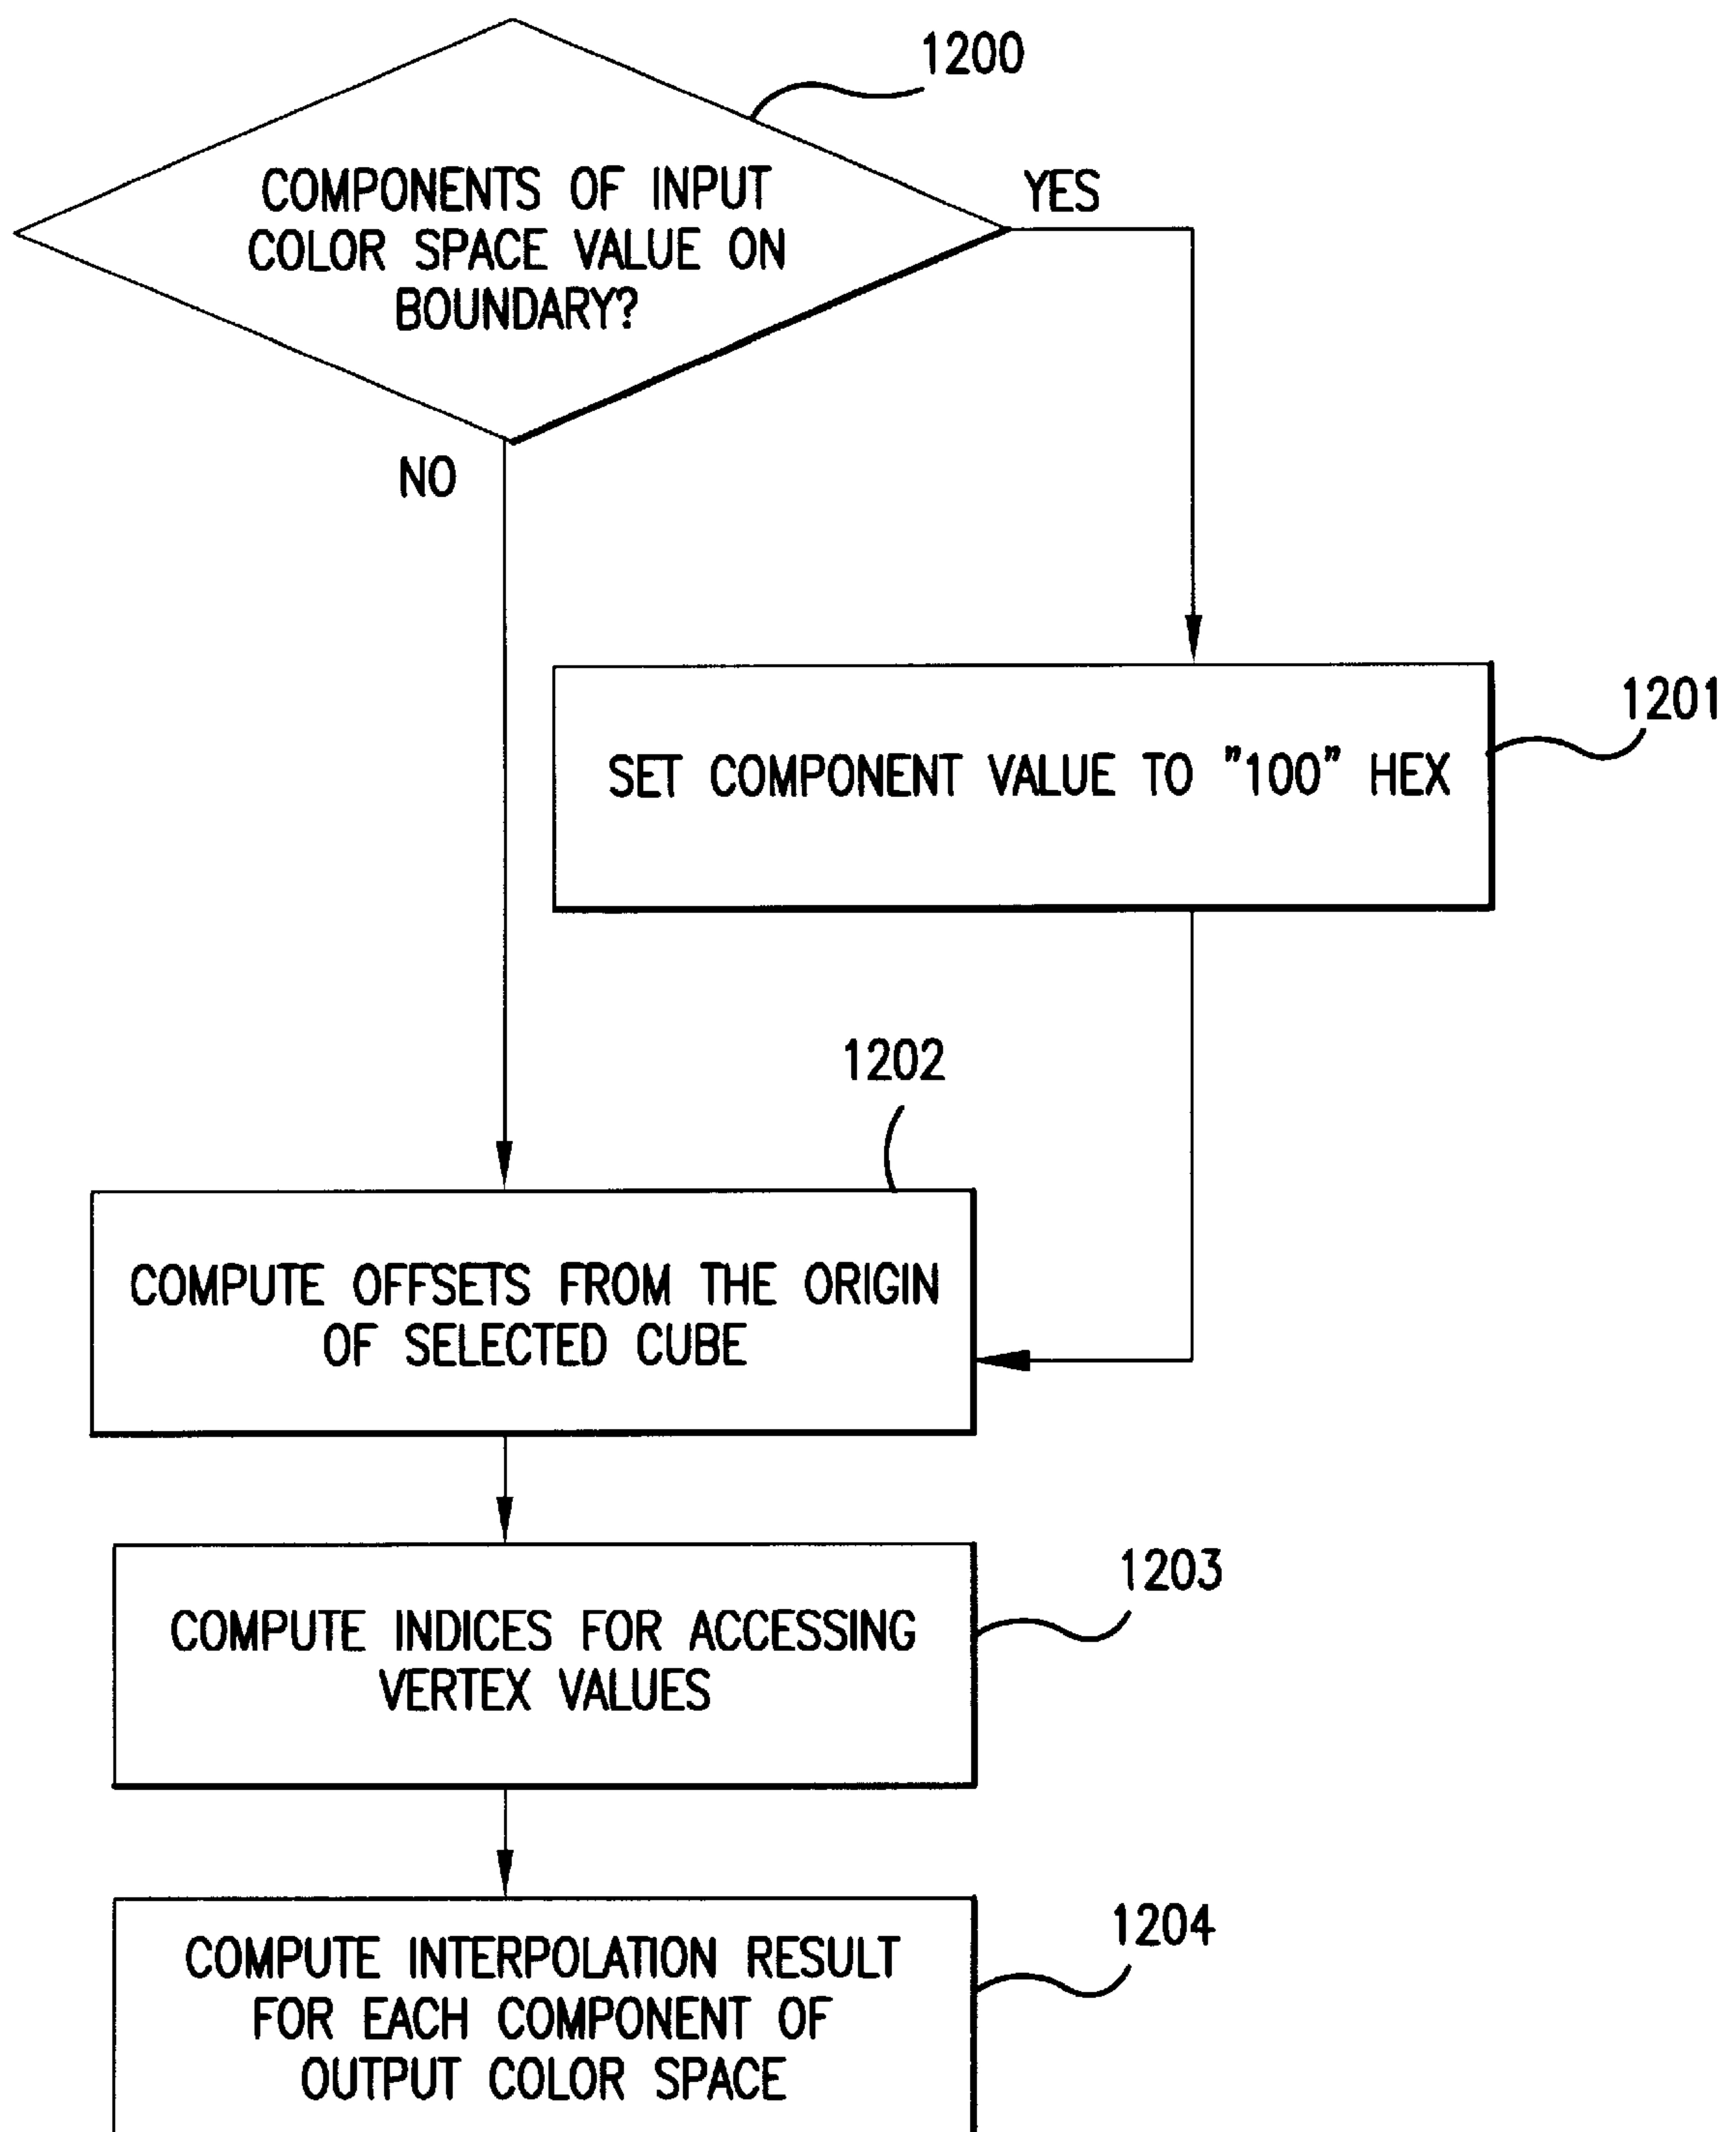 1200
COMPONENTS OF INPUT
COLOR SPACE VALUE ON
BOUNDARY?
YES
NO
1201
SET COMPONENT VALUE TO "100" HEX
1202
COMPUTE OFFSETS FROM THE ORIGIN
OF SELECTED CUBE
1203
COMPUTE INDICES FOR ACCESSING
VERTEX VALUES
1204
COMPUTE INTERPOLATION RESULT
FOR EACH COMPONENT OF
OUTPUT COLOR SPACE